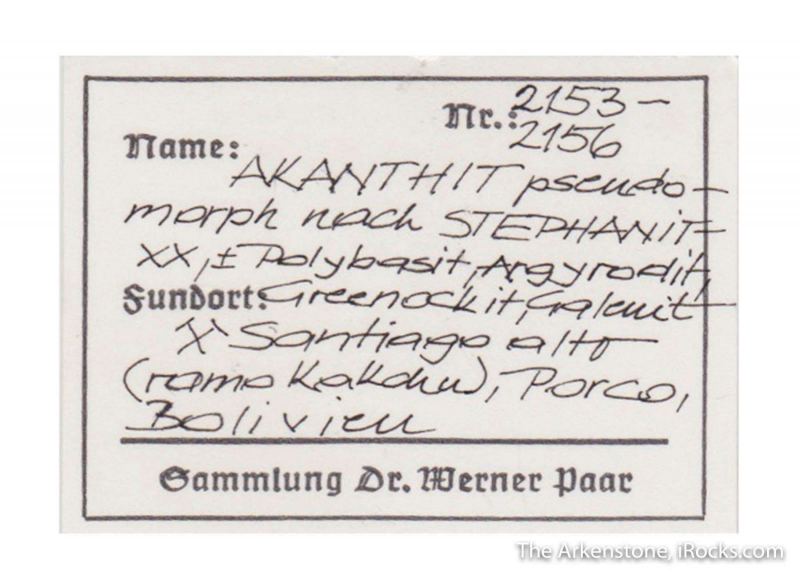 Nr.: 2153 –
2156
Name:
AKANTHIT pseudo-
morph nach STEPHANIT-
XX, ± Polybasit, Argyrodit,
Fundort: Greenockit, Galenit
Santiago alto
(ramo Kakchu), Porco,
Bolivien
Sammlung Dr. Werner Paar
The Arkenstone, iRocks.com